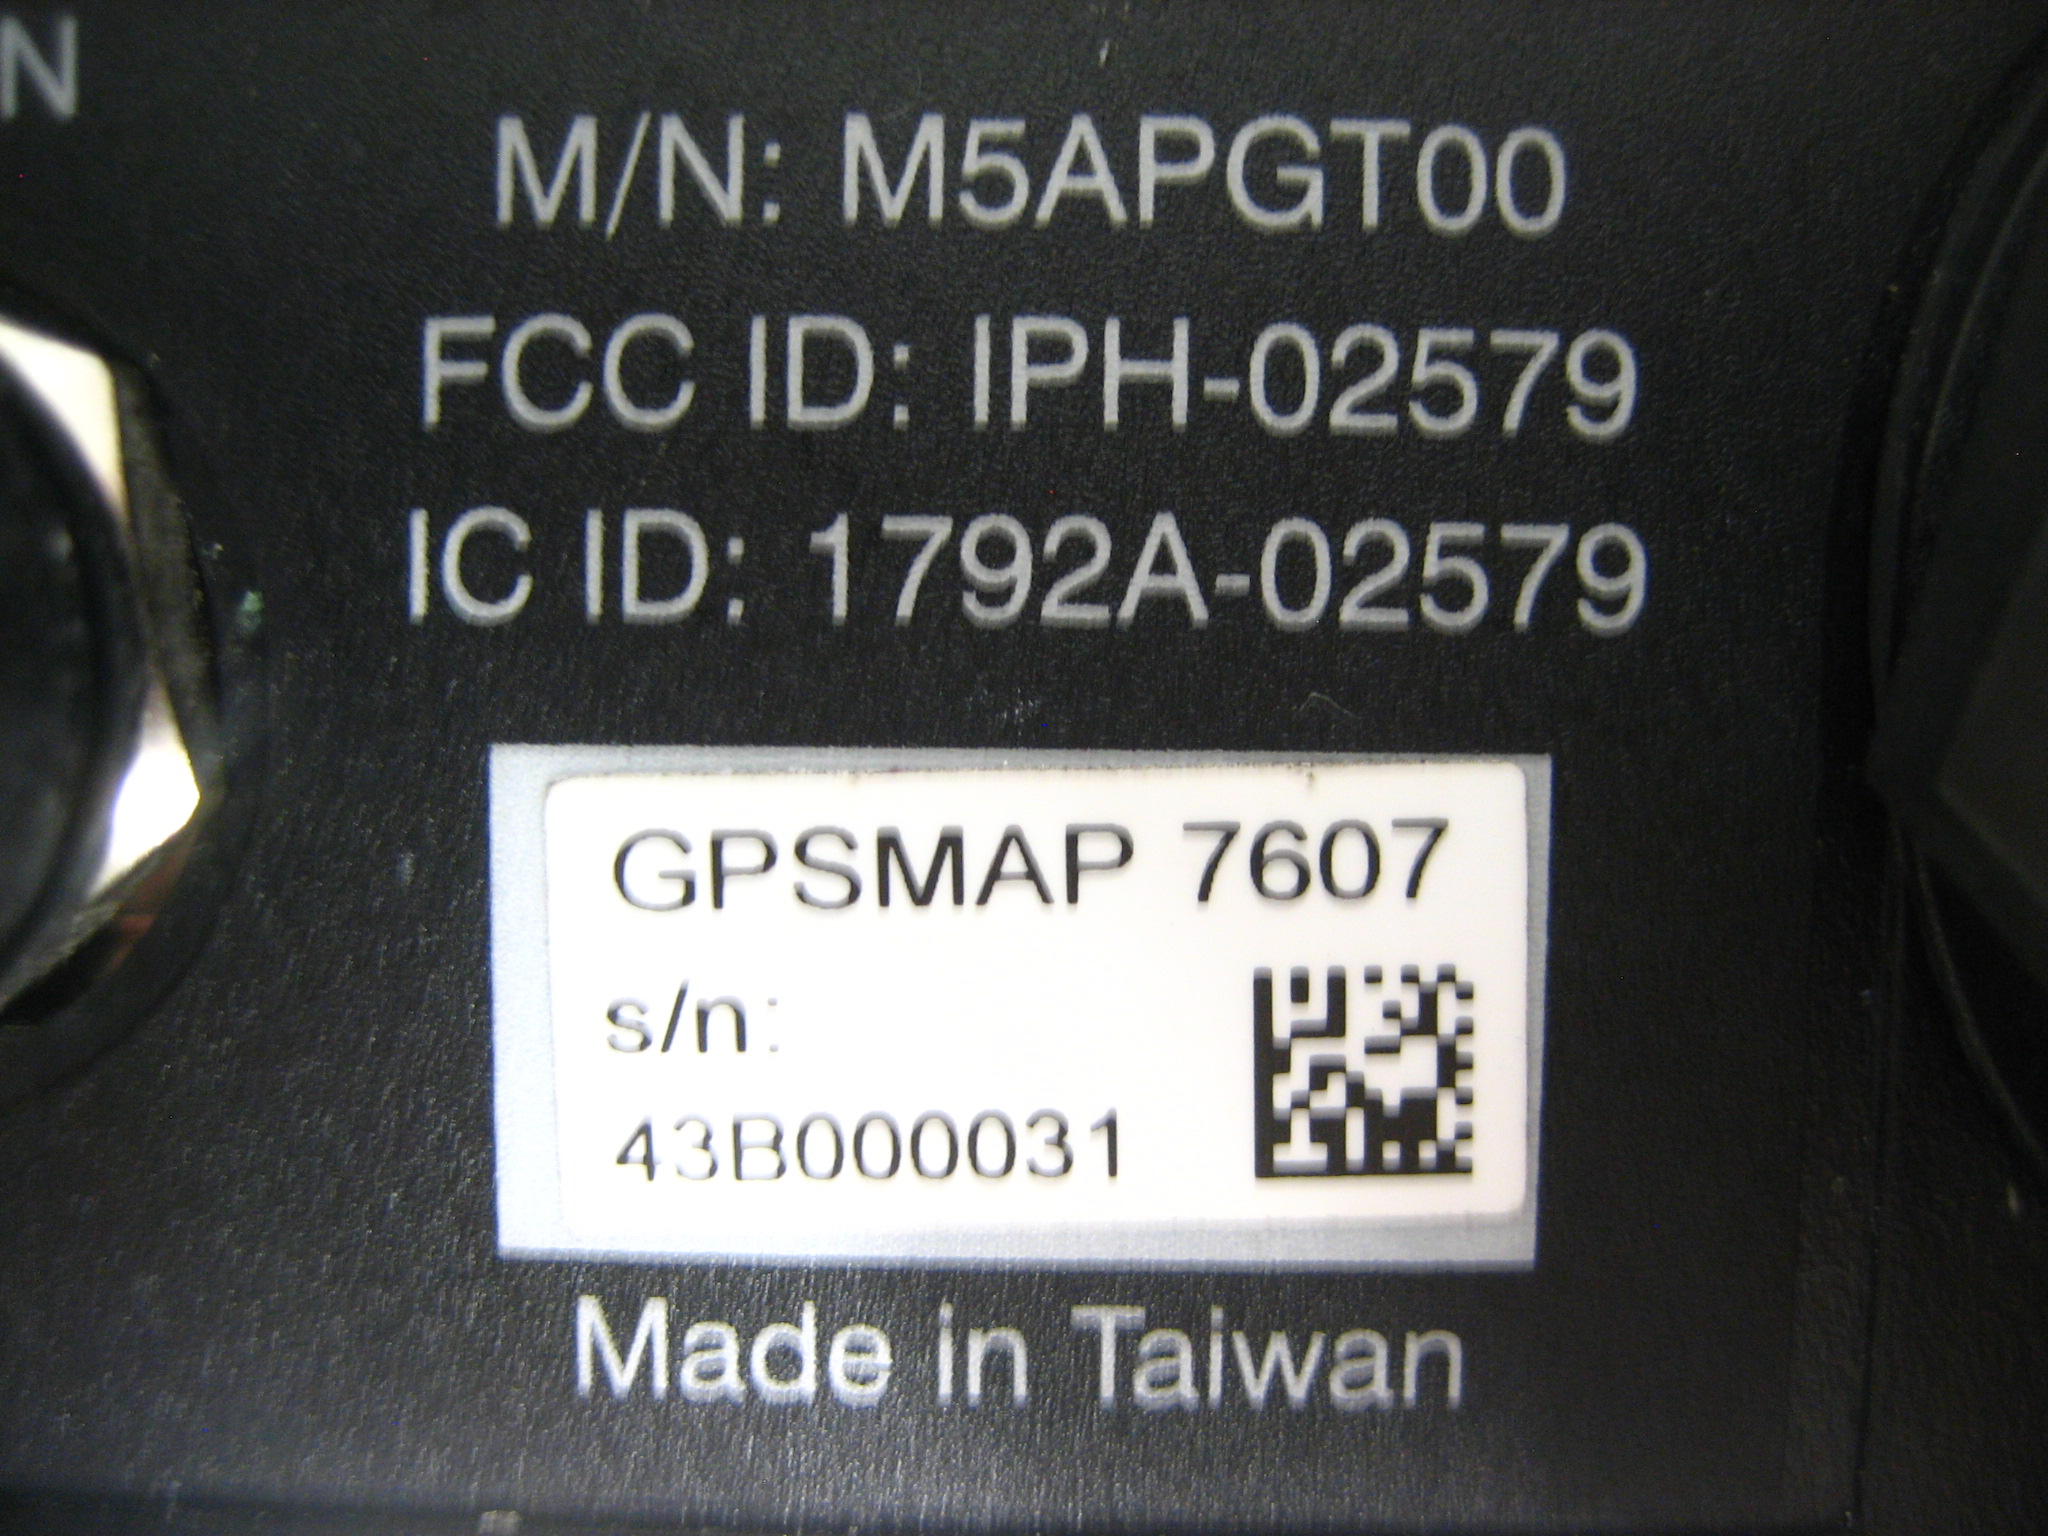 N
M/N: M5APGT00
FCC ID: IPH-02579
IC ID: 1792A-02579
GPSMAP 7607
s/n:
43B000031
Made in Taiwan